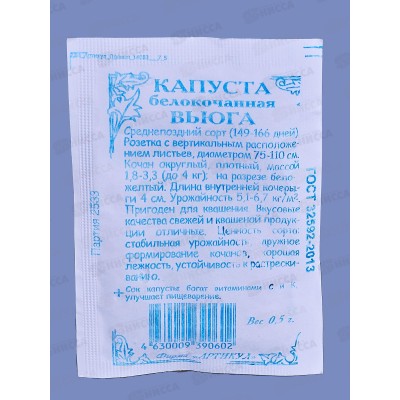 КАПУСТА
белокочанная
ВЬЮГА
Среднепоздний сорт (149-166 дней)
Розетка с вертикальным расположе-
нием листьев, диаметром 75-110 см.
Кочан округлый, плотный, массой
1,8-3,3 (до 4 кг); на разрезе бело-
желтый. Длина внутренней кочеры-
ги 4 см. Урожайность 5,1-6,7 кг/м².
Пригоден для квашения. Вкусовые
качества свежей и квашеной продук-
ции отличные. Ценность сорта:
стабильная урожайность, дружное
формирование кочанов, хорошая
лежкость, устойчивость к растрески-
ванию.
+ Сок капусты богат витаминами С и К,
улучшает пищеварение.
Вес 0,5 г.
Фирма «АРТИКУЛ»
4 630009 390602
Партия 2533
ГОСТ 32592-2013
НИССА